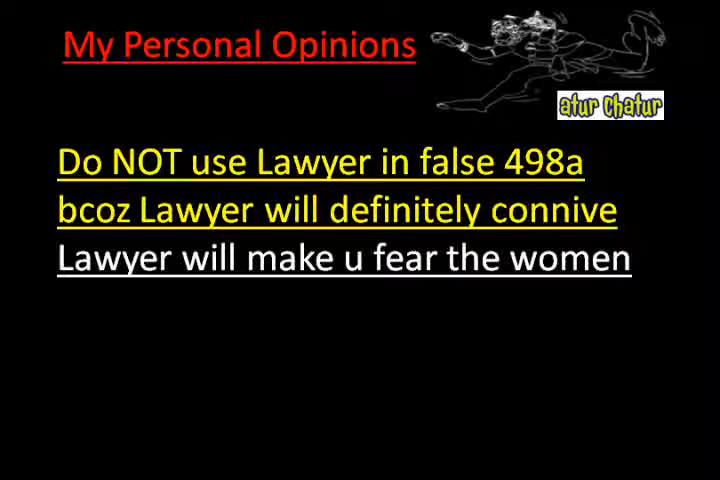 My Personal Opinions
atur chatur
Do NOT use Lawyer in false 498a
bcoz Lawyer will definitely connive
Lawyer will make u fear the women